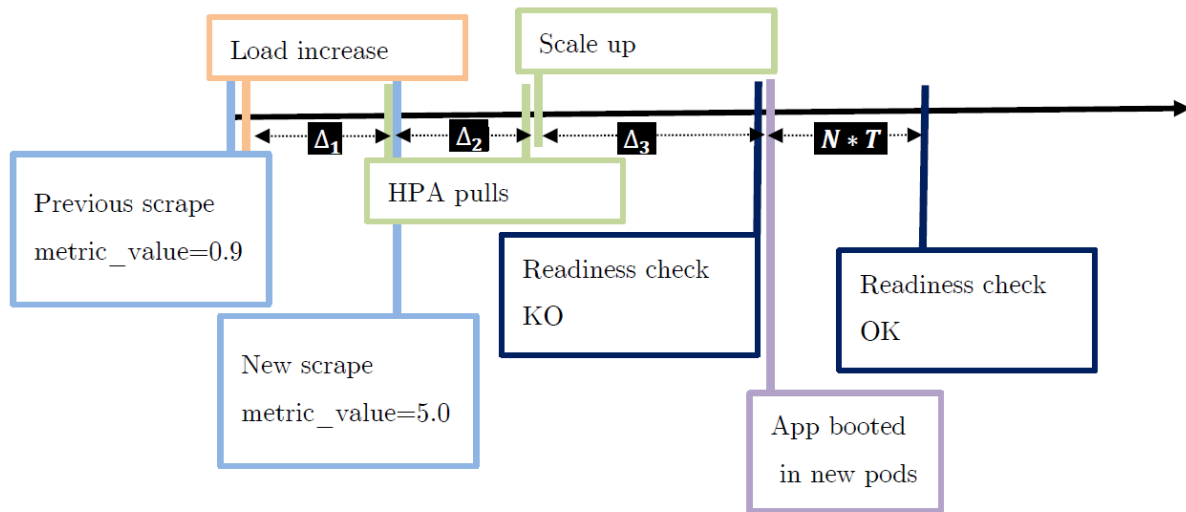 Load increase
Scale up
Δ₁
Δ₂
Δ₃
N * T
HPA pulls
Previous scrape
metric_value=0.9
Readiness check
KO
Readiness check
OK
New scrape
metric_value=5.0
App booted
in new pods